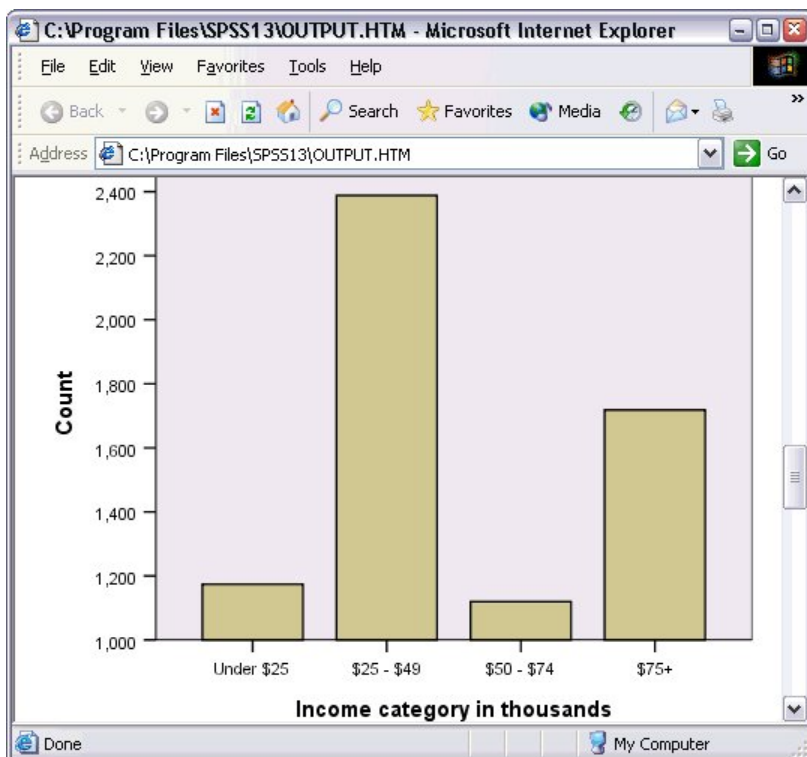 C:\Program Files\SPSS13\OUTPUT.HTM - Microsoft Internet Explorer
File Edit View Favorites Tools Help
Back Search Favorites Media »
Address C:\Program Files\SPSS13\OUTPUT.HTM Go
2,400
2,200
2,000
1,800
1,600
1,400
1,200
1,000
Count
Under $25 $25 - $49 $50 - $74 $75+
Income category in thousands
Done My Computer